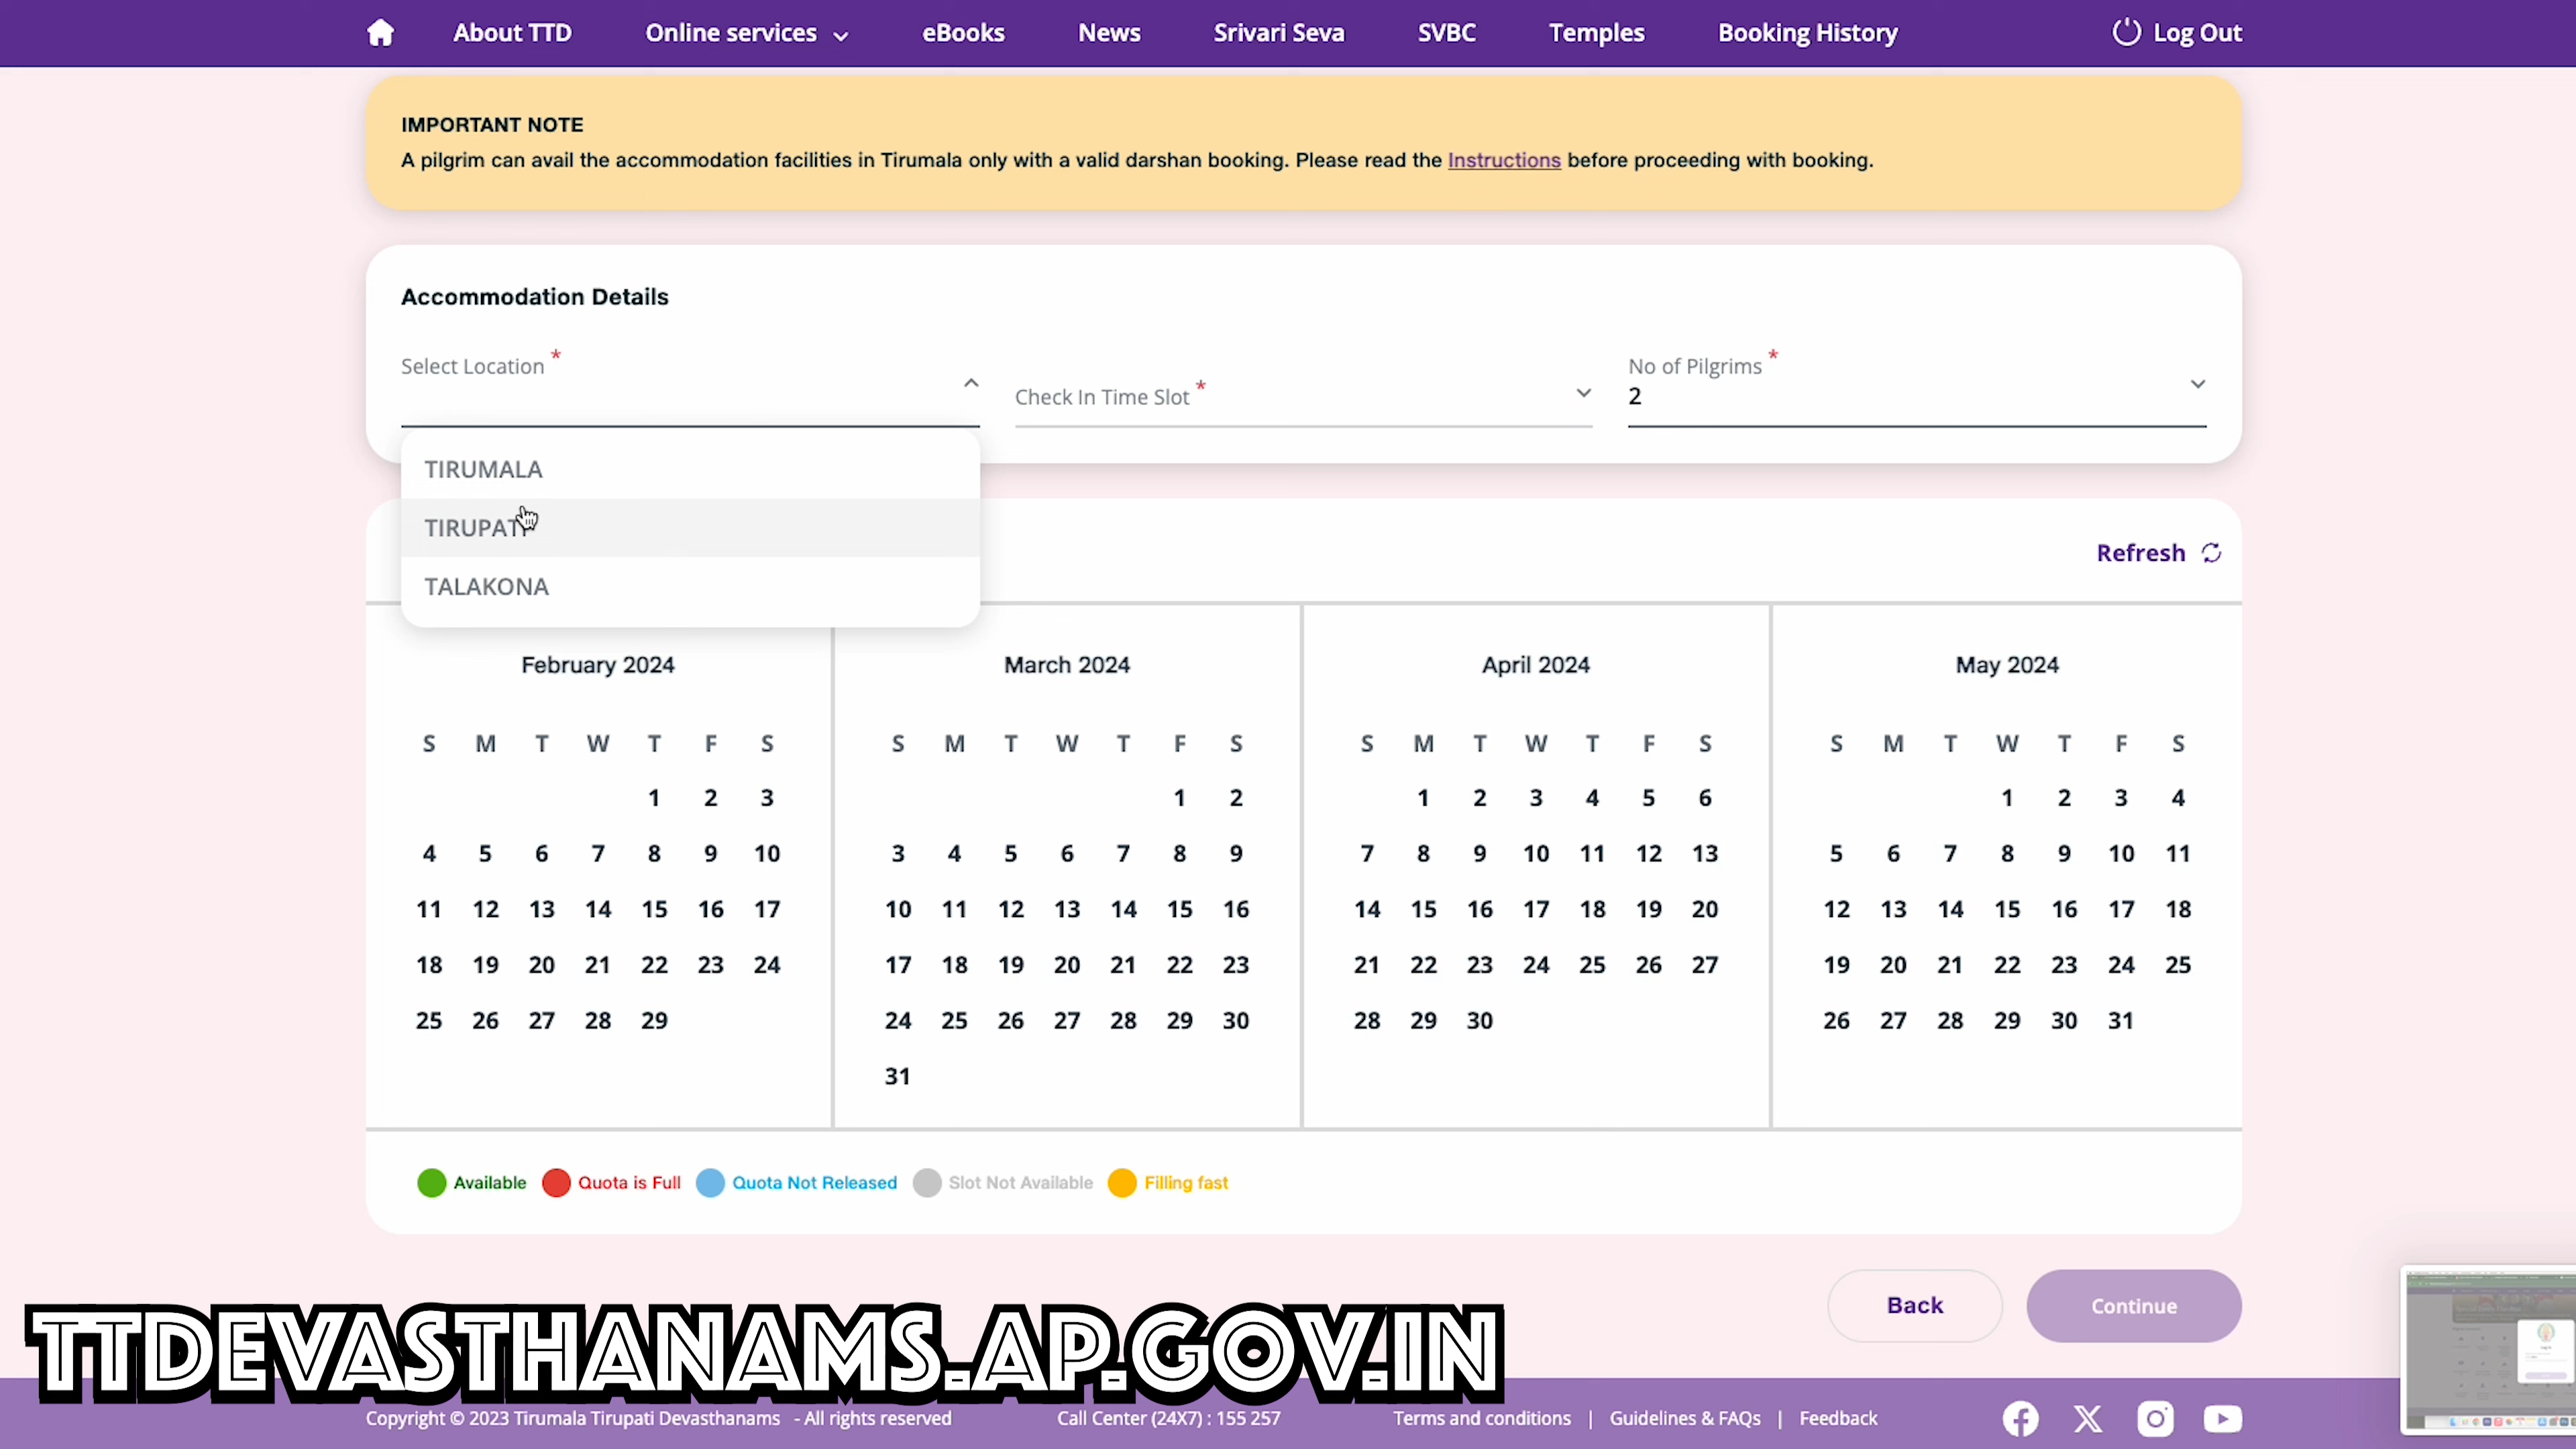 About TTD
Online services
eBooks
News
Srivari Seva
SVBC
Temples
Booking History
Log Out
IMPORTANT NOTE
A pilgrim can avail the accommodation facilities in Tirumala only with a valid darshan booking. Please read the Instructions before proceeding with booking.
Accommodation Details
Select Location *
Check In Time Slot *
No of Pilgrims *
2
TIRUMALA
TIRUPATI
TALAKONA
Refresh
February 2024
S M T W T F S
1 2 3
4 5 6 7 8 9 10
11 12 13 14 15 16 17
18 19 20 21 22 23 24
25 26 27 28 29
March 2024
S M T W T F S
1 2
3 4 5 6 7 8 9
10 11 12 13 14 15 16
17 18 19 20 21 22 23
24 25 26 27 28 29 30
31
April 2024
S M T W T F S
1 2 3 4 5 6
7 8 9 10 11 12 13
14 15 16 17 18 19 20
21 22 23 24 25 26 27
28 29 30
May 2024
S M T W T F S
1 2 3 4
5 6 7 8 9 10 11
12 13 14 15 16 17 18
19 20 21 22 23 24 25
26 27 28 29 30 31
Available
Quota is Full
Quota Not Released
Slot Not Available
Filling fast
Back
Continue
TTDEVASTHANAMS.AP.GOV.IN
Copyright © 2023 Tirumala Tirupati Devasthanams - All rights reserved
Call Center (24X7) : 155 257
Terms and conditions | Guidelines & FAQs | Feedback